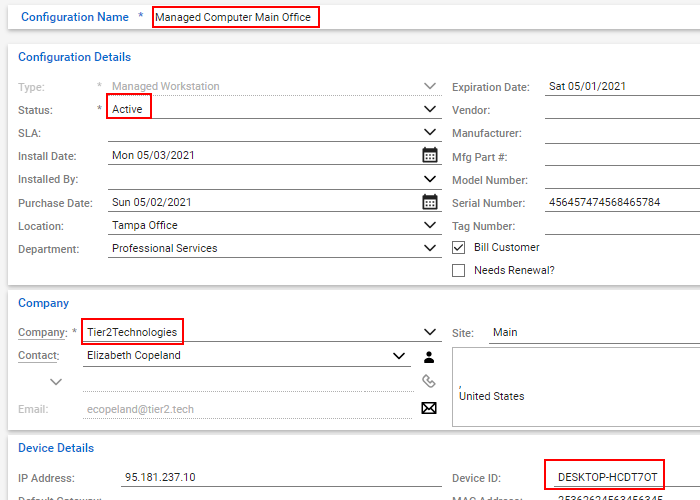 Configuration Name * Managed Computer Main Office
Configuration Details
Type: * Managed Workstation Expiration Date: Sat 05/01/2021
Status: * Active Vendor:
SLA: Manufacturer:
Install Date: Mon 05/03/2021 Mfg Part #:
Installed By: Model Number:
Purchase Date: Sun 05/02/2021 Serial Number: 456457474568465784
Location: Tampa Office Tag Number:
Department: Professional Services Bill Customer
Needs Renewal?
Company
Company: * Tier2Technologies Site: Main
Contact: Elizabeth Copeland
,
United States
Email: ecopeland@tier2.tech
Device Details
IP Address: 95.181.237.10 Device ID: DESKTOP-HCDT7OT
Default Gateway: MAC Address: